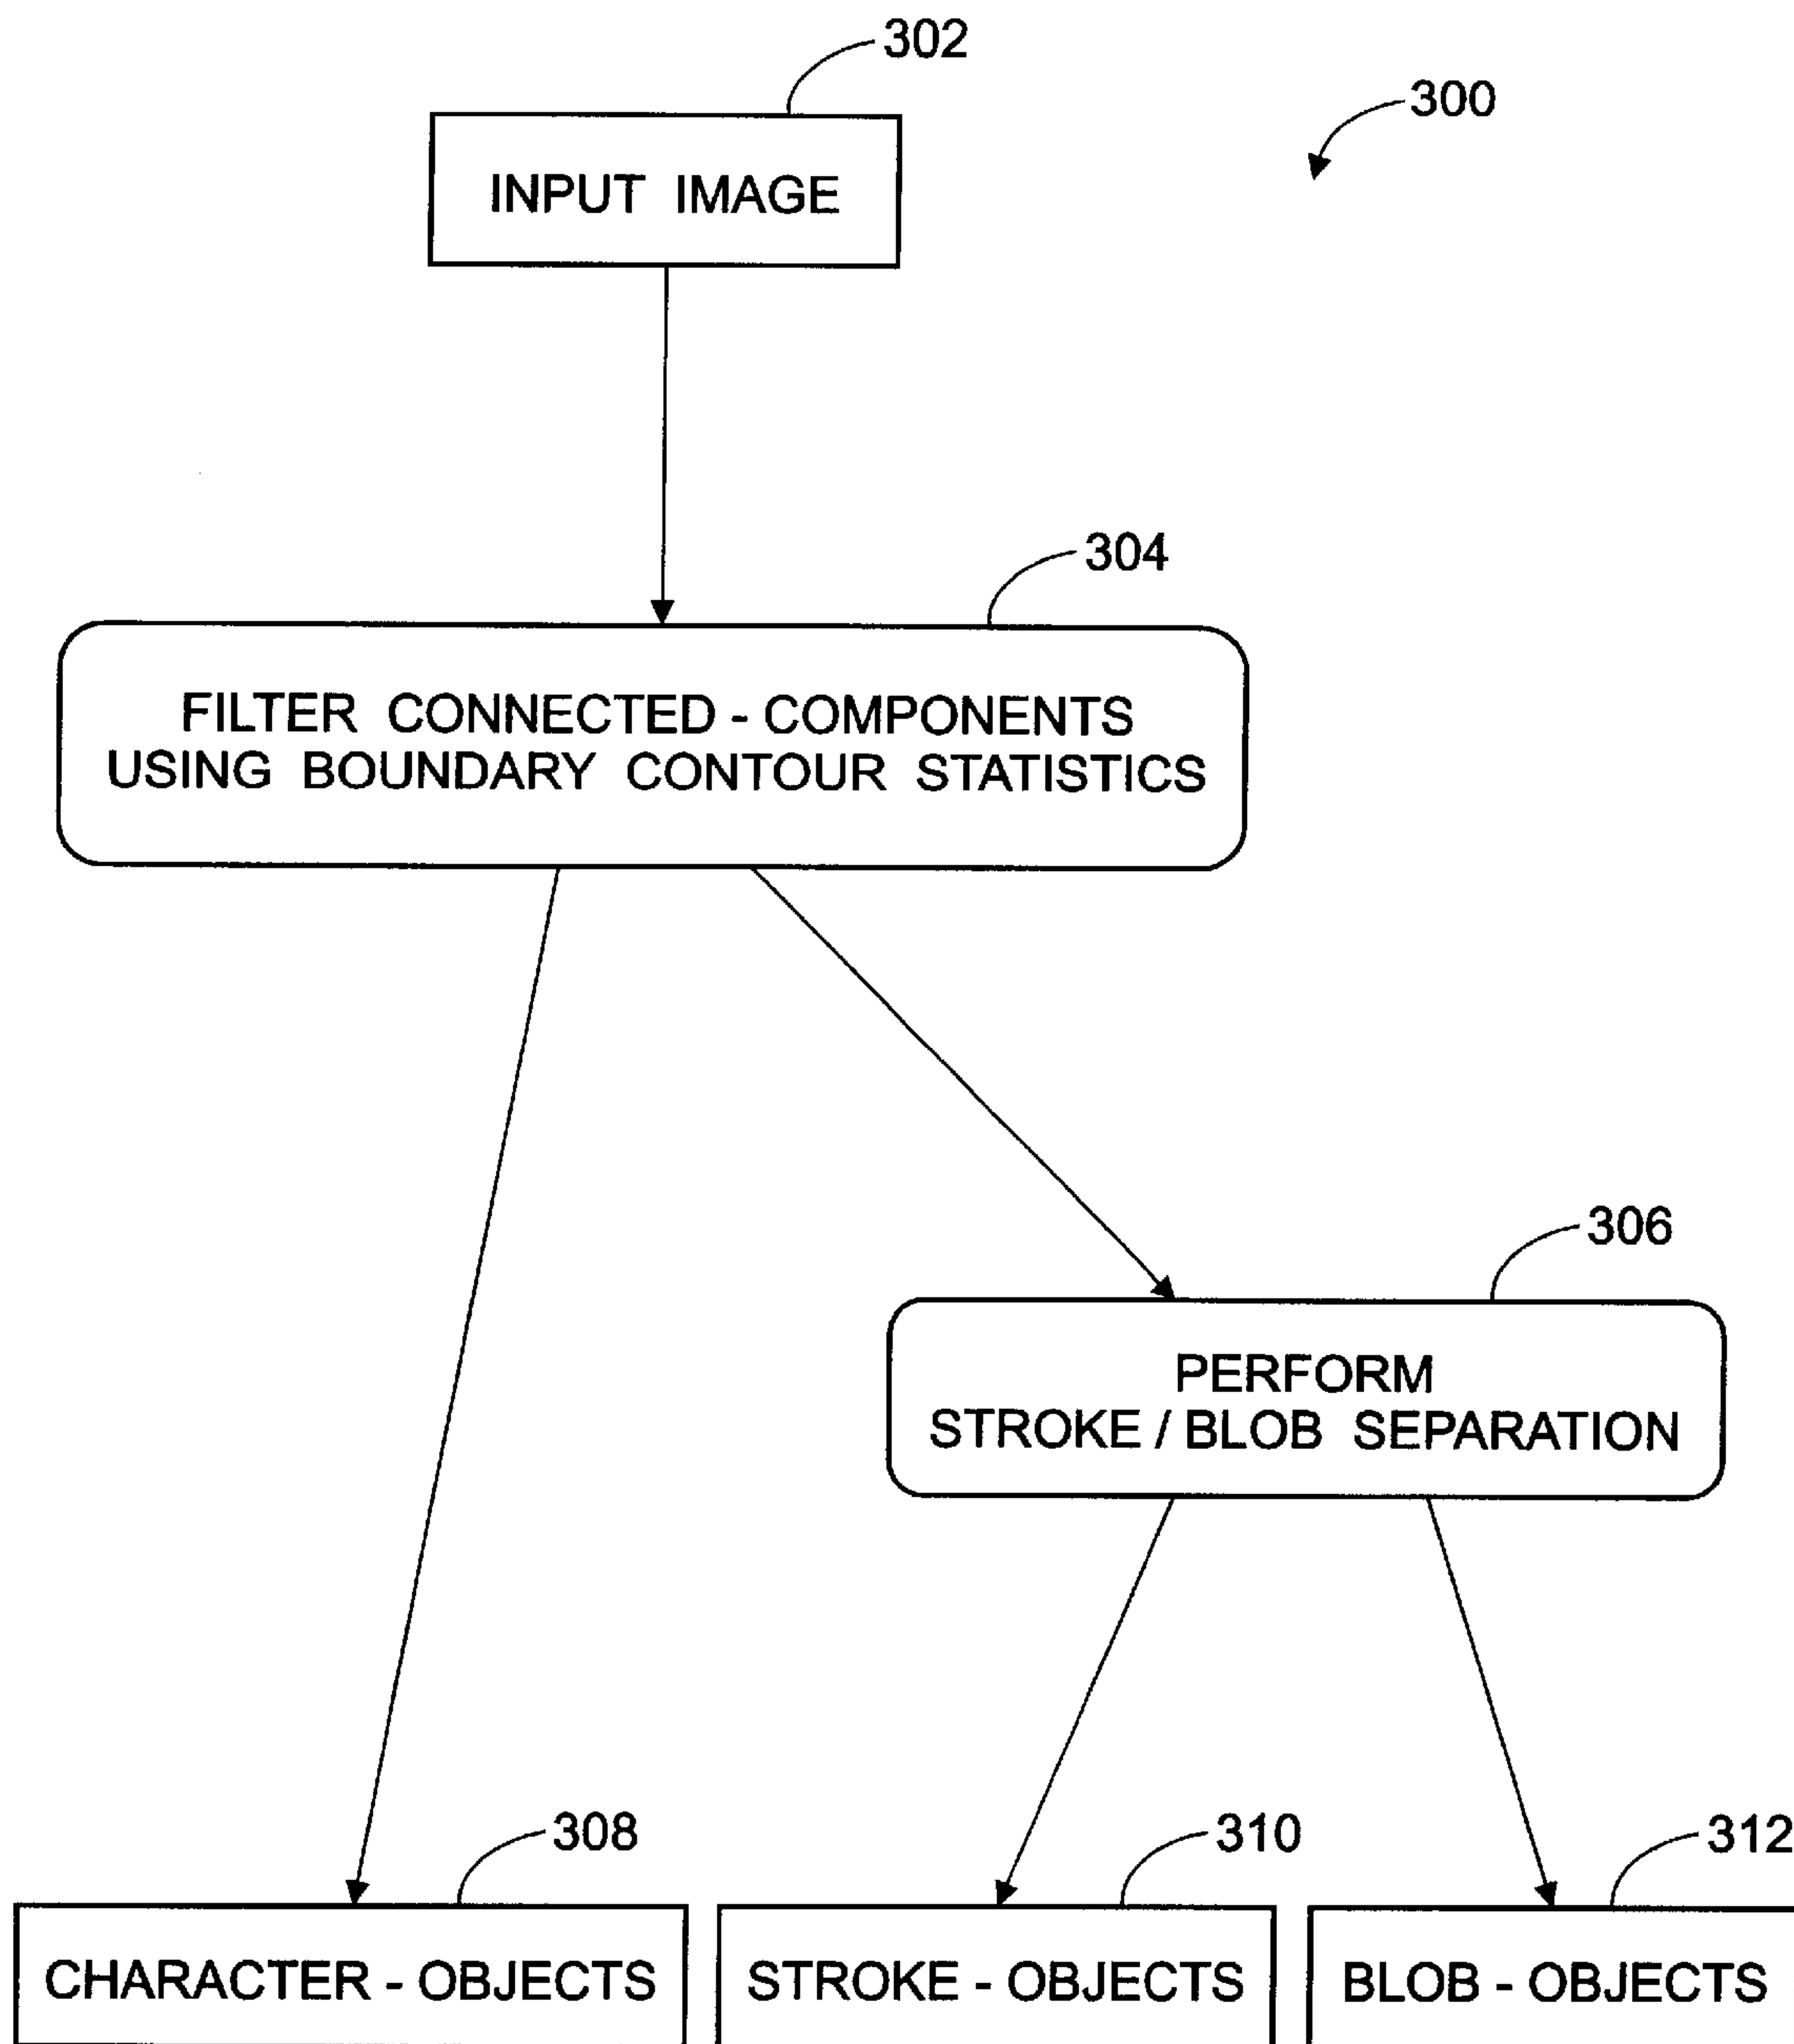 302
300
INPUT IMAGE
304
FILTER CONNECTED - COMPONENTS
USING BOUNDARY CONTOUR STATISTICS
306
PERFORM
STROKE / BLOB SEPARATION
308
310
312
CHARACTER - OBJECTS
STROKE - OBJECTS
BLOB - OBJECTS